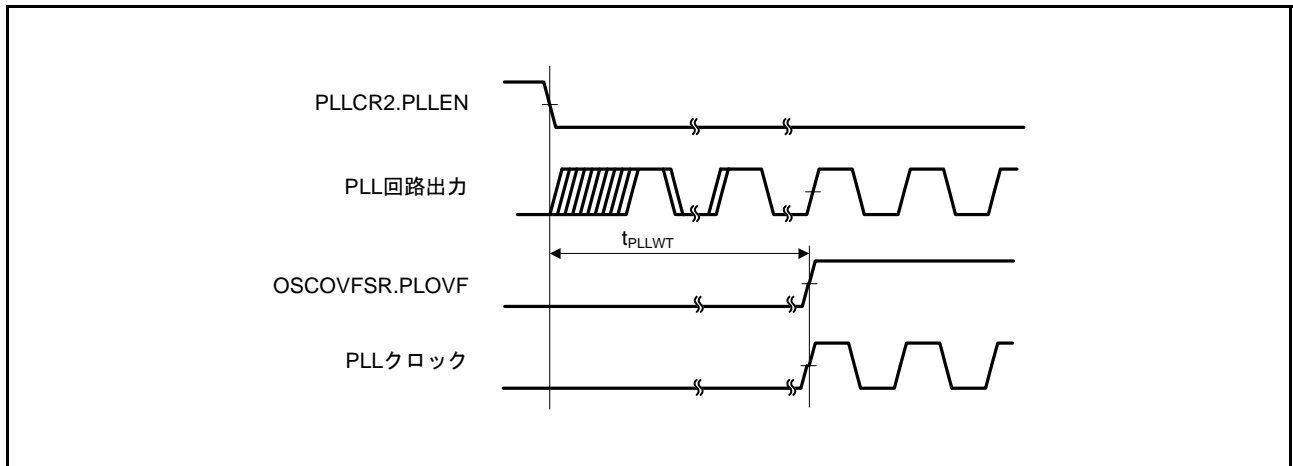 PLLCR2.PLLEN
PLL回路出力
tPLLWT
OSCOVFSR.PLOVF
PLLクロック